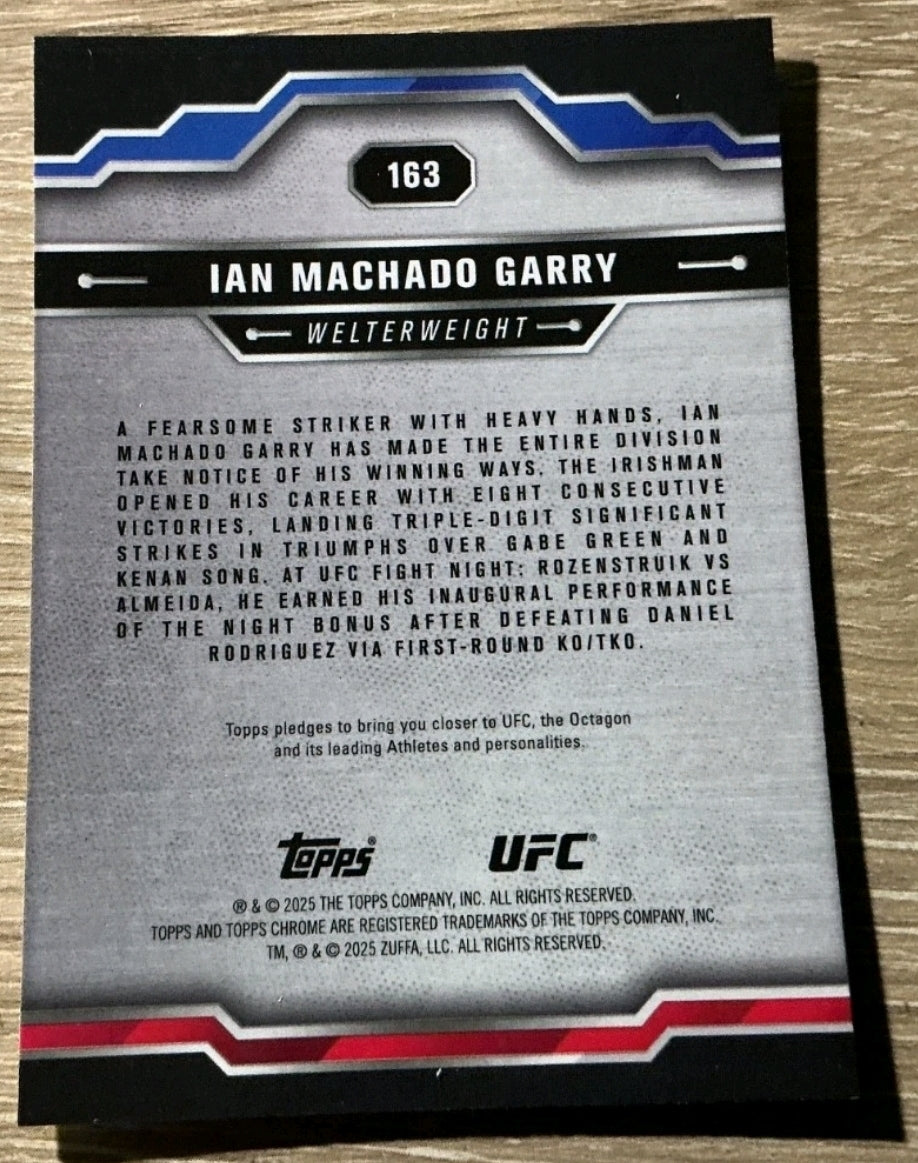 163
IAN MACHADO GARRY
WELTERWEIGHT
A FEARSOME STRIKER WITH HEAVY HANDS, IAN
MACHADO GARRY HAS MADE THE ENTIRE DIVISION
TAKE NOTICE OF HIS WINNING WAYS. THE IRISHMAN
OPENED HIS CAREER WITH EIGHT CONSECUTIVE
VICTORIES, LANDING TRIPLE-DIGIT SIGNIFICANT
STRIKES IN TRIUMPHS OVER GABE GREEN AND
KENAN SONG. AT UFC FIGHT NIGHT: ROZENSTRUIK VS
ALMEIDA, HE EARNED HIS INAUGURAL PERFORMANCE
OF THE NIGHT BONUS AFTER DEFEATING DANIEL
RODRIGUEZ VIA FIRST-ROUND KO/TKO.
Topps pledges to bring you closer to UFC, the Octagon
and its leading Athletes and personalities.
Topps® UFC®
® & © 2025 THE TOPPS COMPANY, INC. ALL RIGHTS RESERVED.
TOPPS AND TOPPS CHROME ARE REGISTERED TRADEMARKS OF THE TOPPS COMPANY, INC.
TM, ® & © 2025 ZUFFA, LLC. ALL RIGHTS RESERVED.